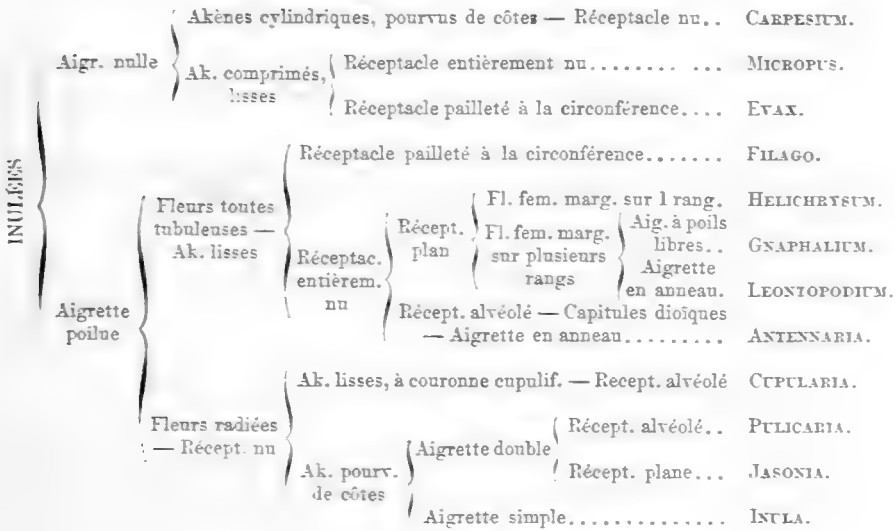 INULÉES
Aigr. nulle
Akènes cylindriques, pourvus de côtes — Réceptacle nu.. CARPESIUM.
Ak. comprimés,
lisses
Réceptacle entièrement nu........ ... MICROPUS.
Réceptacle pailleté à la circonférence.... EVAX.
Aigrette
poilue
Fleurs toutes
tubuleuses —
Ak. lisses
Réceptacle pailleté à la circonférence....... FILAGO.
Réceptac.
entièrem.
nu
Récept.
plan
Fl. fem. marg. sur 1 rang. HELICHRYSUM.
Fl. fem. marg.
sur plusieurs
rangs
Aig. à poils
libres.. GNAPHALIUM.
Aigrette
en anneau. LEONTOPODIUM.
Récept. alvéolé — Capitules dioïques
— Aigrette en anneau......... ANTENNARIA.
Fleurs radiées
— Récept. nu
Ak. lisses, à couronne cupulif. — Recept. alvéolé CUPULARIA.
Ak. pourv.
de côtes
Aigrette double
Récept. alvéolé.. PULICARIA.
Récept. plane... JASONIA.
Aigrette simple.............. INULA.